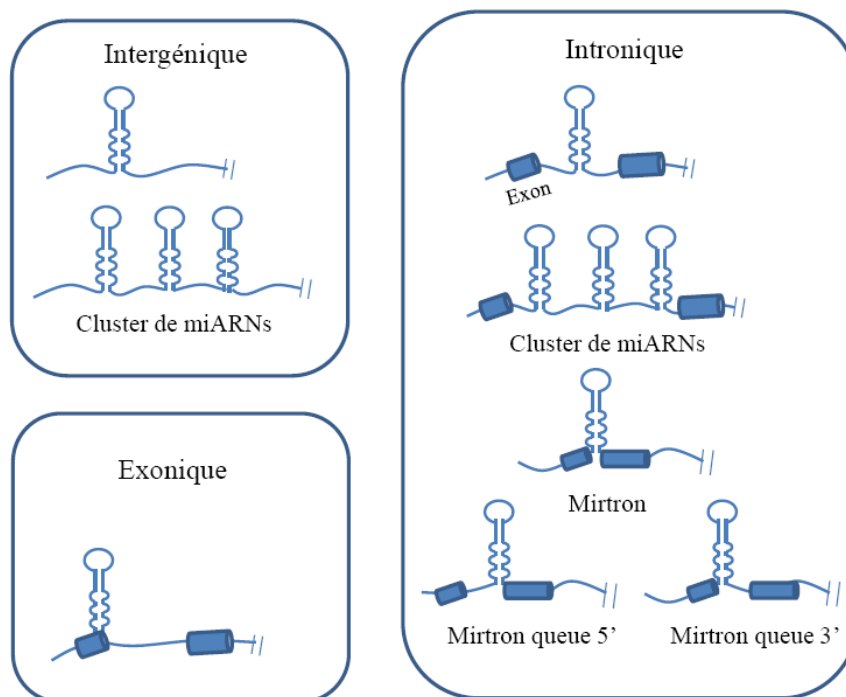 Intergénique
Cluster de miARNs
Exonique
Intronique
Exon
Cluster de miARNs
Mirtron
Mirtron queue 5’
Mirtron queue 3’